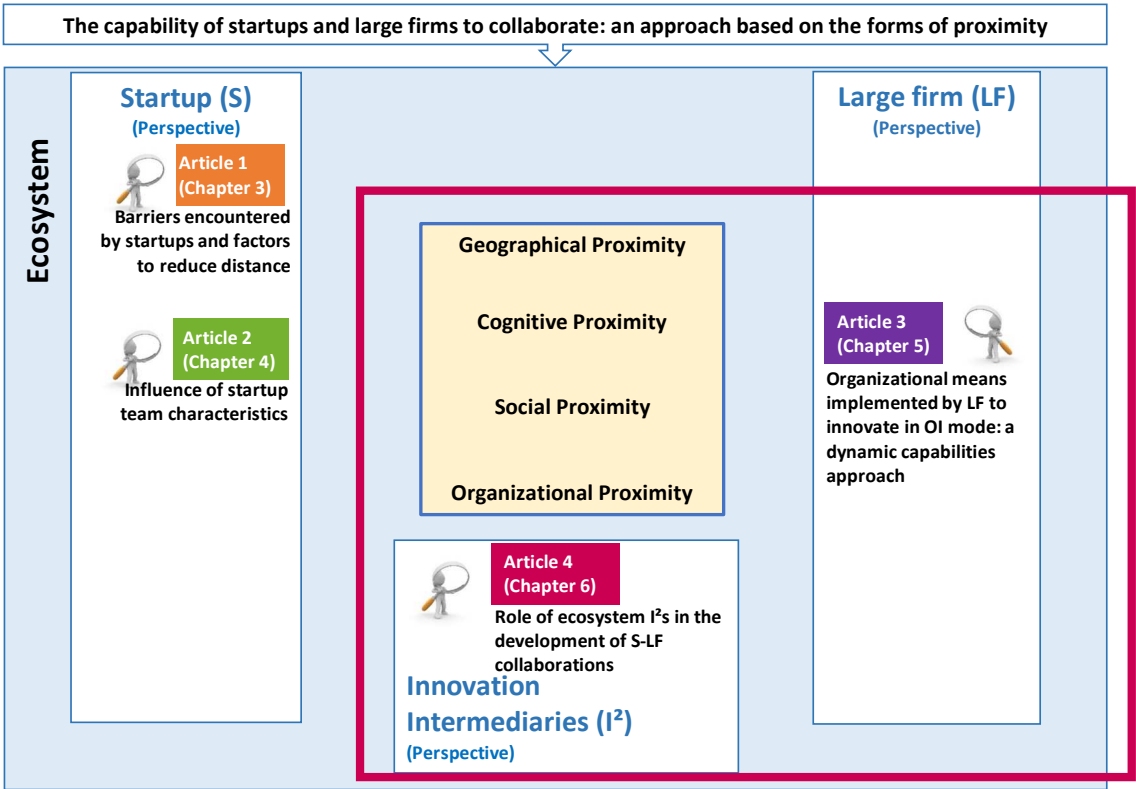 The capability of startups and large firms to collaborate: an approach based on the forms of proximity
Ecosystem
Startup (S)
(Perspective)
Article 1
(Chapter 3)
Barriers encountered
by startups and factors
to reduce distance
Article 2
(Chapter 4)
Influence of startup
team characteristics
Geographical Proximity
Cognitive Proximity
Social Proximity
Organizational Proximity
Article 4
(Chapter 6)
Role of ecosystem I²s in the
development of S-LF
collaborations
Innovation
Intermediaries (I²)
(Perspective)
Large firm (LF)
(Perspective)
Article 3
(Chapter 5)
Organizational means
implemented by LF to
innovate in OI mode: a
dynamic capabilities
approach